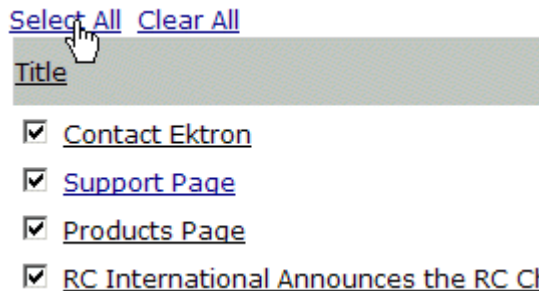 Select All Clear All
Title
Contact Ektron
Support Page
Products Page
RC International Announces the RC